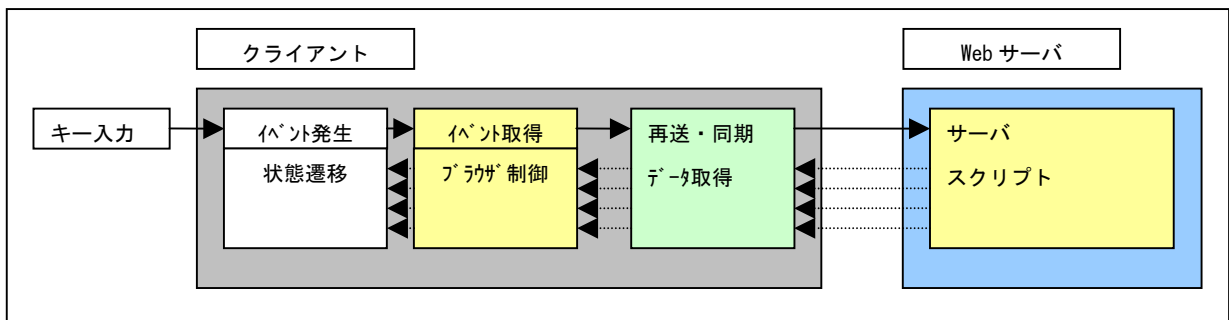 クライアント
Web サーバ
キー入力
ｲﾍﾞﾝﾄ発生
ｲﾍﾞﾝﾄ取得
再送・同期
サーバ
状態遷移
ﾌﾞﾗｳｻﾞ制御
ﾃﾞｰﾀ取得
スクリプト